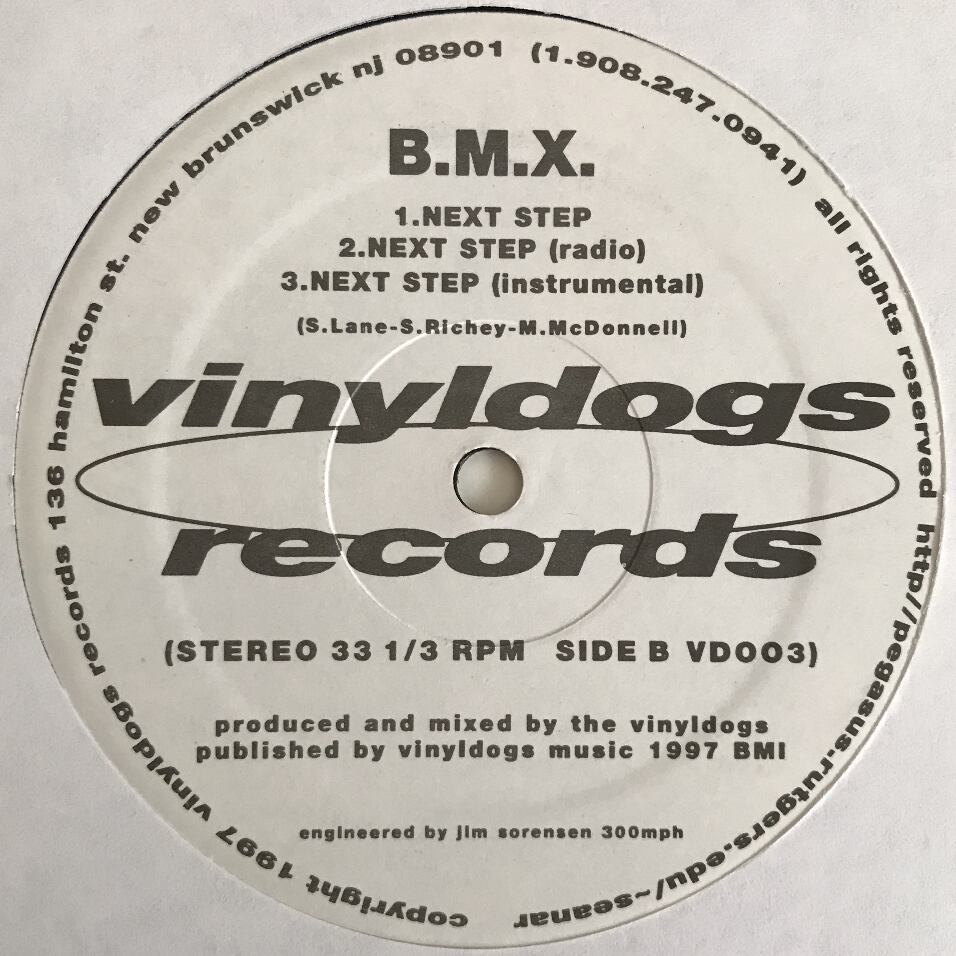 B.M.X.
1.NEXT STEP
2.NEXT STEP (radio)
3.NEXT STEP (instrumental)
(S.Lane-S.Richey-M.McDonnell)
vinyldogs
records
(STEREO 33 1/3 RPM SIDE B VD003)
produced and mixed by the vinyldogs
published by vinyldogs music 1997 BMI
engineered by jim sorensen 300mph
copyright 1997 vinyldogs records 136 hamilton st. new brunswick nj 08901 (1.908.247.0941) all rights reserved http//pegasus.rutgers.edu/~seanar